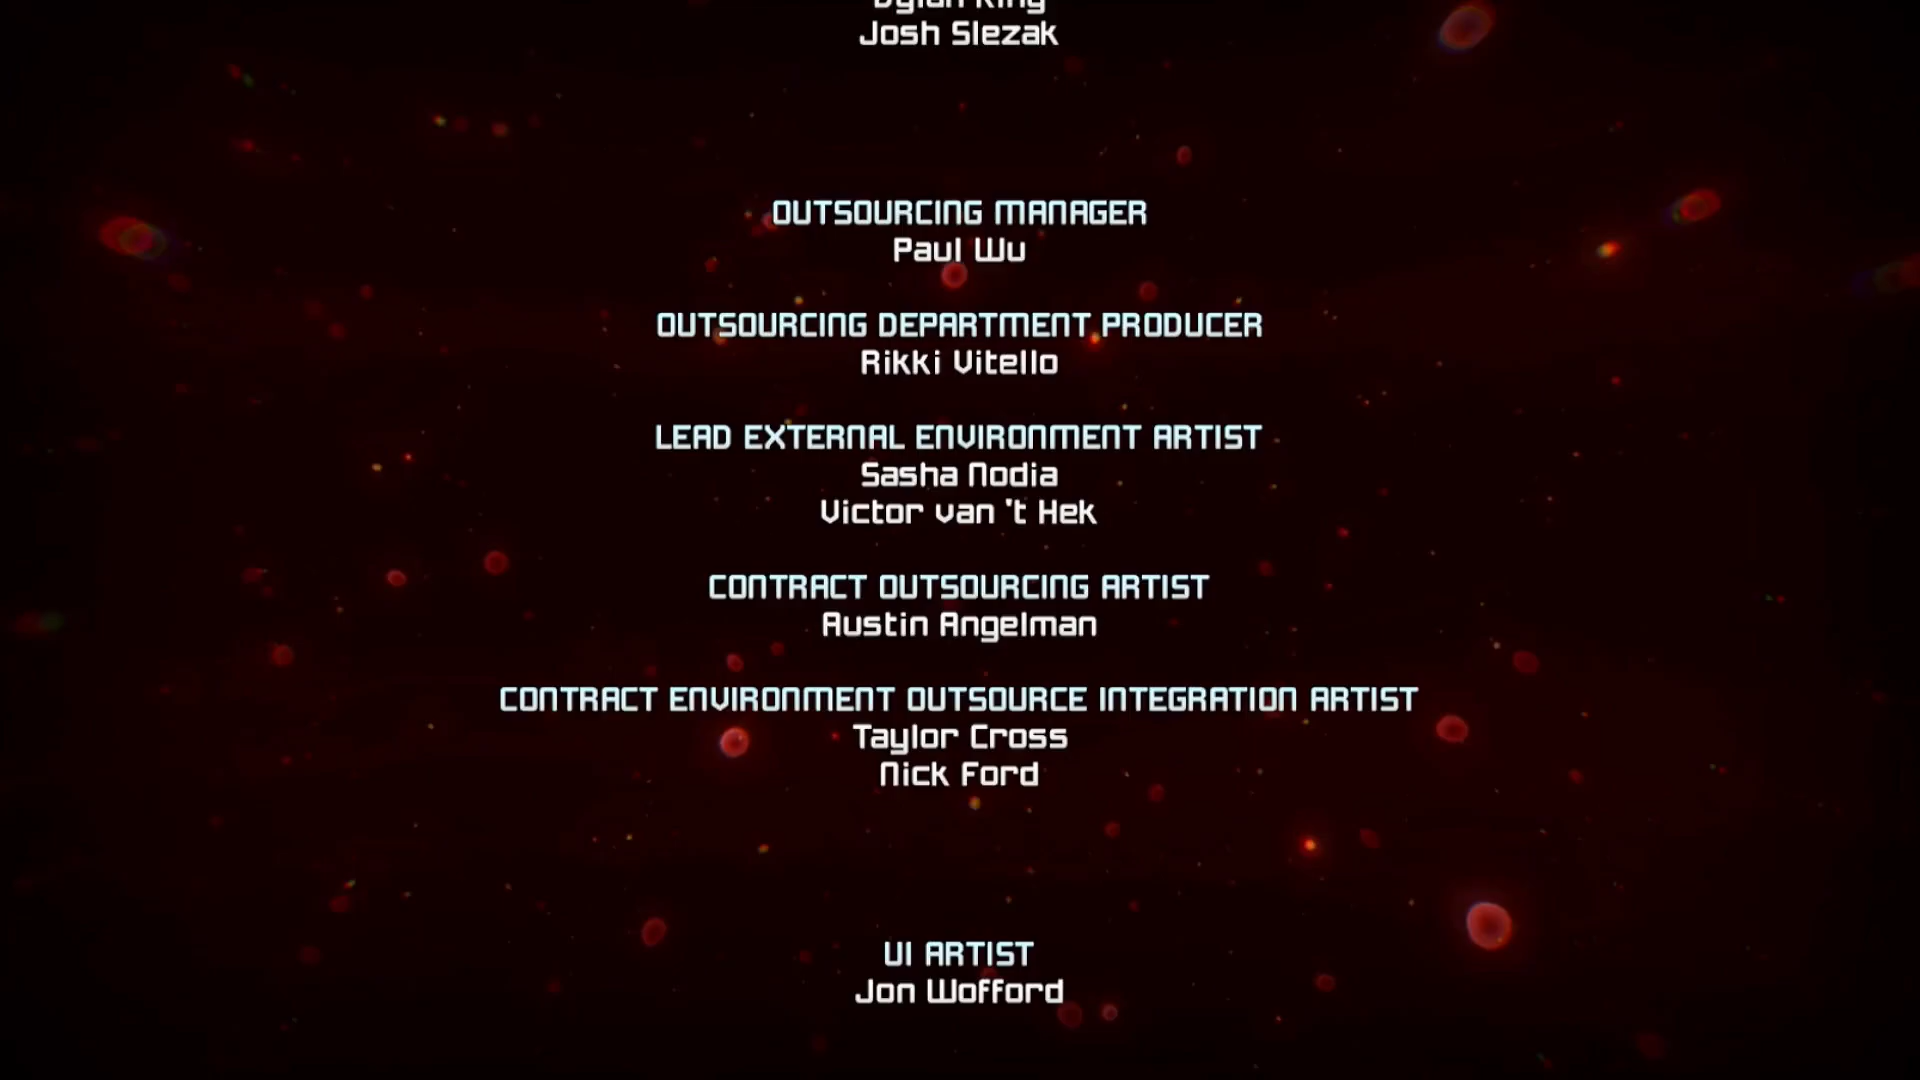 Dylan King
Josh Slezak
OUTSOURCING MANAGER
Paul Wu
OUTSOURCING DEPARTMENT PRODUCER
Rikki Vitello
LEAD EXTERNAL ENVIRONMENT ARTIST
Sasha Nodia
Victor van 't Hek
CONTRACT OUTSOURCING ARTIST
Austin Angelman
CONTRACT ENVIRONMENT OUTSOURCE INTEGRATION ARTIST
Taylor Cross
Nick Ford
UI ARTIST
Jon Wofford